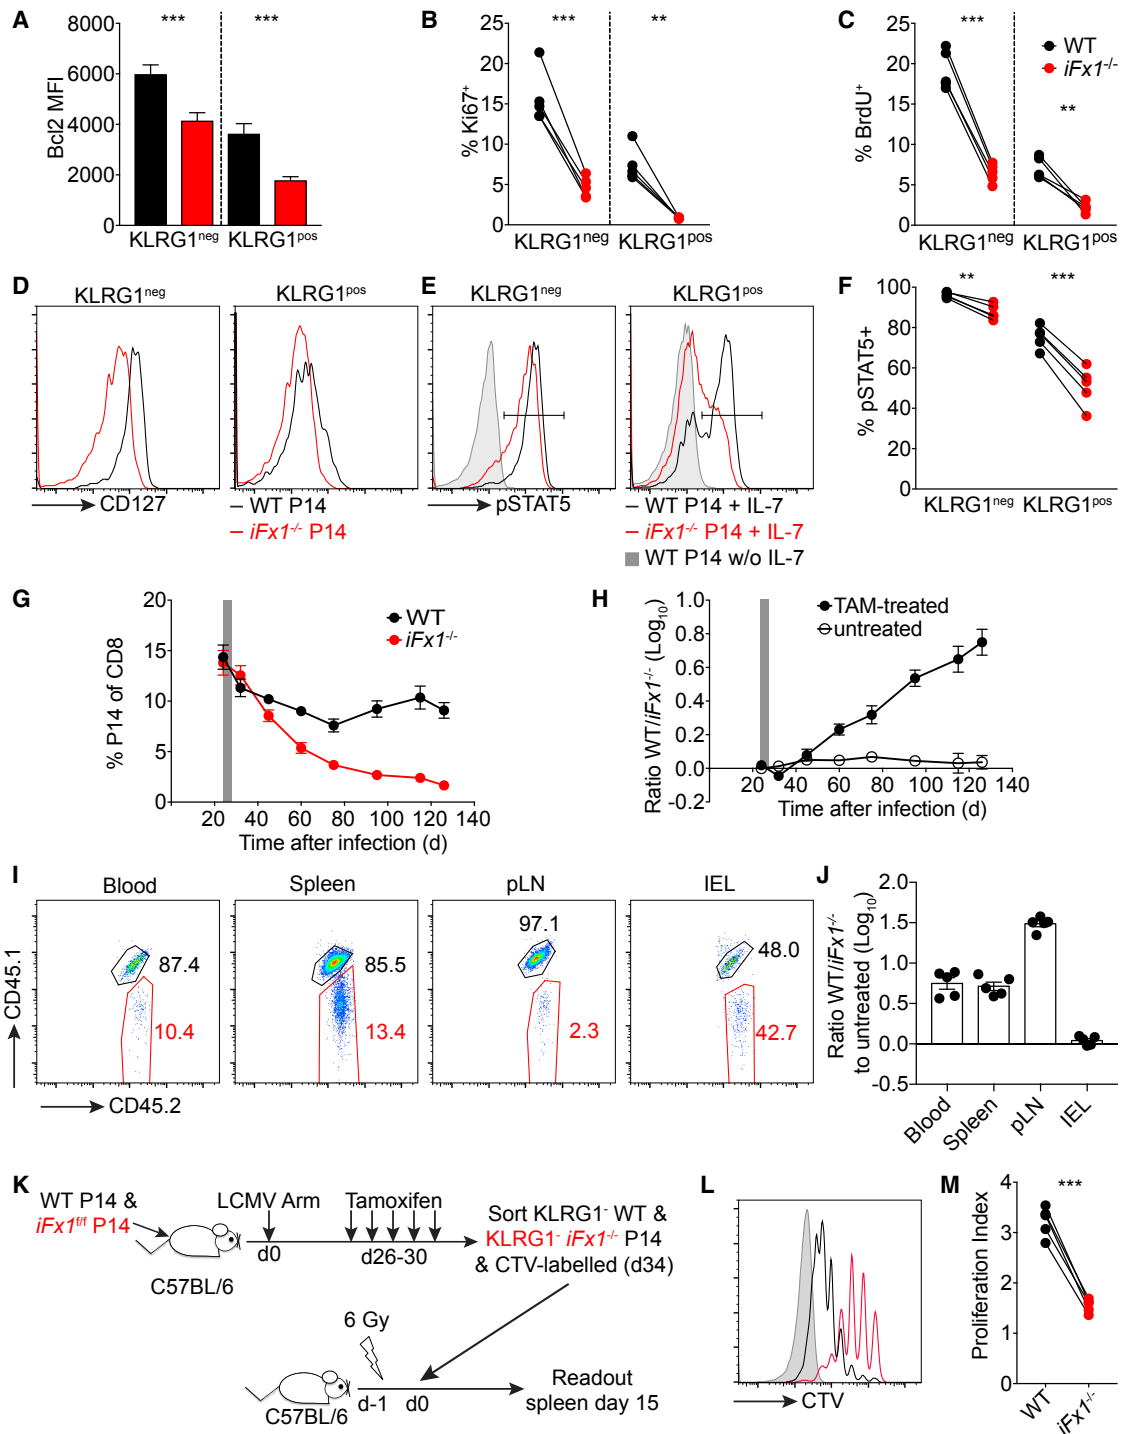 A
Bcl2 MFI
8000
6000
4000
2000
0
***
***
KLRG1neg
KLRG1pos
B
% Ki67+
25
20
15
10
5
0
***
**
KLRG1neg
KLRG1pos
C
% BrdU+
25
20
15
10
5
0
***
**
WT
iFx1-/-
KLRG1neg
KLRG1pos
D
KLRG1neg
KLRG1pos
CD127
WT P14
iFx1-/- P14
E
KLRG1neg
KLRG1pos
pSTAT5
WT P14 + IL-7
iFx1-/- P14 + IL-7
WT P14 w/o IL-7
F
% pSTAT5+
100
80
60
40
20
0
**
***
KLRG1neg
KLRG1pos
G
% P14 of CD8
20
15
10
5
0
WT
iFx1-/-
20 40 60 80 100 120 140
Time after infection (d)
H
Ratio WT/iFx1-/- (Log10)
1.0
0.8
0.6
0.4
0.2
0.0
-0.2
TAM-treated
untreated
20 40 60 80 100 120 140
Time after infection (d)
I
Blood
Spleen
pLN
IEL
CD45.1
87.4
10.4
85.5
13.4
97.1
2.3
48.0
42.7
CD45.2
J
Ratio WT/iFx1-/-
to untreated (Log10)
2.0
1.5
1.0
0.5
0.0
-0.5
Blood
Spleen
pLN
IEL
K
WT P14 &
iFx1f/f P14
C57BL/6
LCMV Arm
d0
Tamoxifen
d26-30
Sort KLRG1- WT &
KLRG1- iFx1-/- P14
& CTV-labelled (d34)
6 Gy
C57BL/6
d-1
d0
Readout
spleen day 15
L
CTV
M
Proliferation Index
4
3
2
1
0
***
WT
iFx1-/-